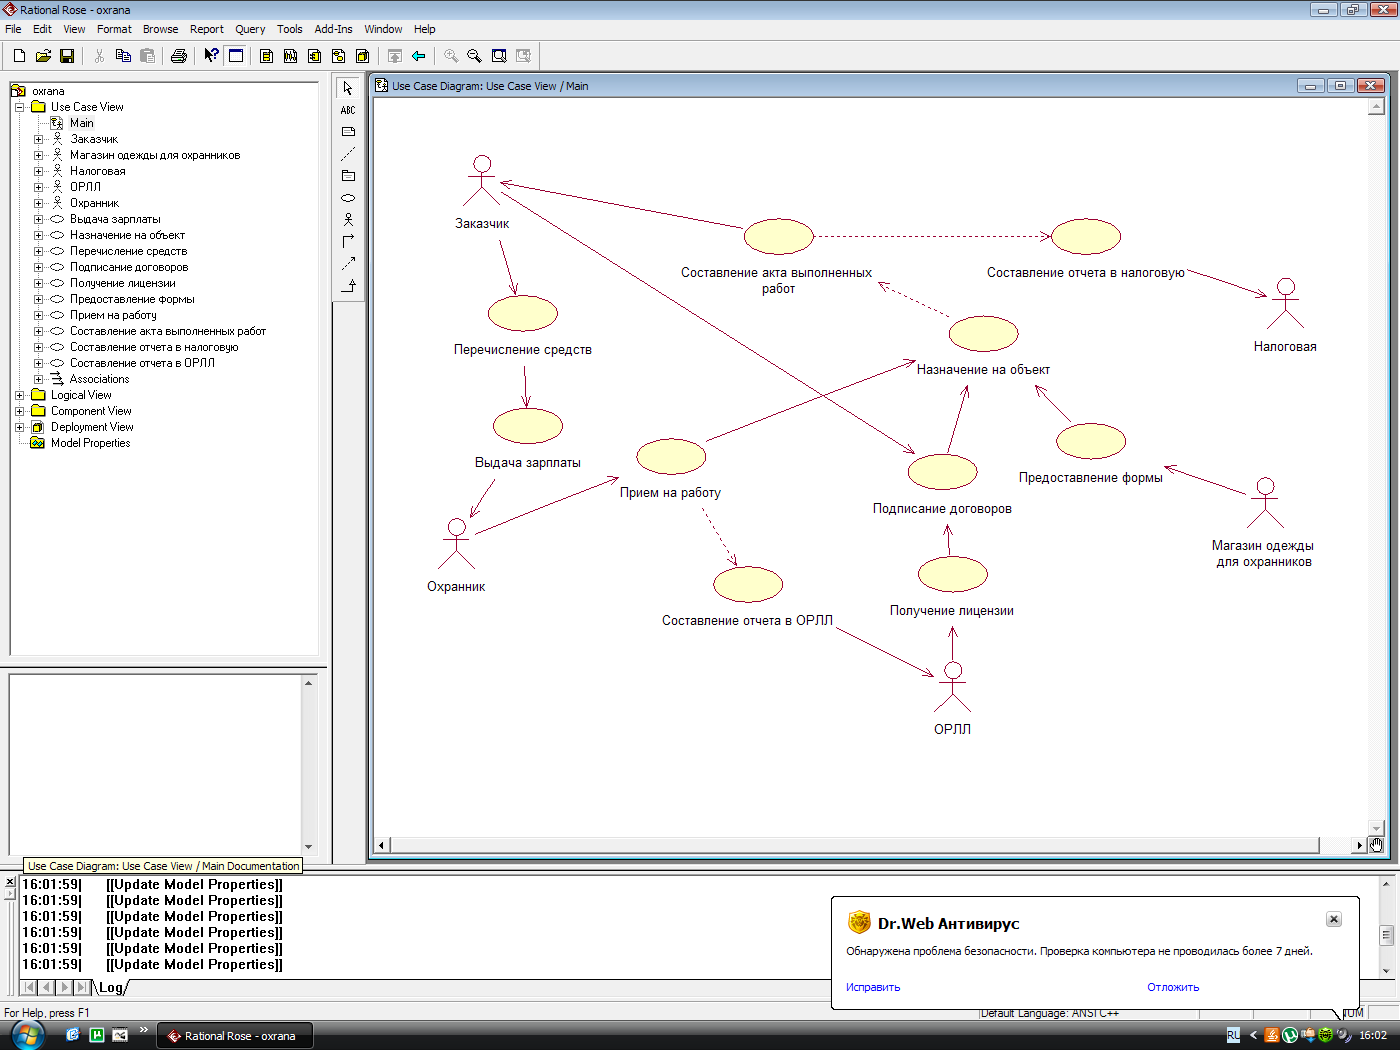 Rational Rose - oxrana
File Edit View Format Browse Report Query Tools Add-Ins Window Help
oxrana
Use Case View
Main
Заказчик
Магазин одежды для охранников
Налоговая
ОРЛЛ
Охранник
Выдача зарплаты
Назначение на объект
Перечисление средств
Подписание договоров
Получение лицензии
Предоставление формы
Прием на работу
Составление акта выполненных работ
Составление отчета в налоговую
Составление отчета в ОРЛЛ
Associations
Logical View
Component View
Deployment View
Model Properties
ABC
Use Case Diagram: Use Case View / Main
Заказчик
Составление акта выполненных
работ
Составление отчета в налоговую
Налоговая
Перечисление средств
Назначение на объект
Выдача зарплаты
Прием на работу
Подписание договоров
Предоставление формы
Магазин одежды
для охранников
Охранник
Составление отчета в ОРЛЛ
Получение лицензии
ОРЛЛ
Use Case Diagram: Use Case View / Main Documentation
16:01:59| [[Update Model Properties]]
16:01:59| [[Update Model Properties]]
16:01:59| [[Update Model Properties]]
16:01:59| [[Update Model Properties]]
16:01:59| [[Update Model Properties]]
16:01:59| [[Update Model Properties]]
Log
Dr.Web Антивирус
Обнаружена проблема безопасности. Проверка компьютера не проводилась более 7 дней.
Исправить Отложить
For Help, press F1
Default Language: ANSI C++
NUM
Rational Rose - oxrana
RL
16:02